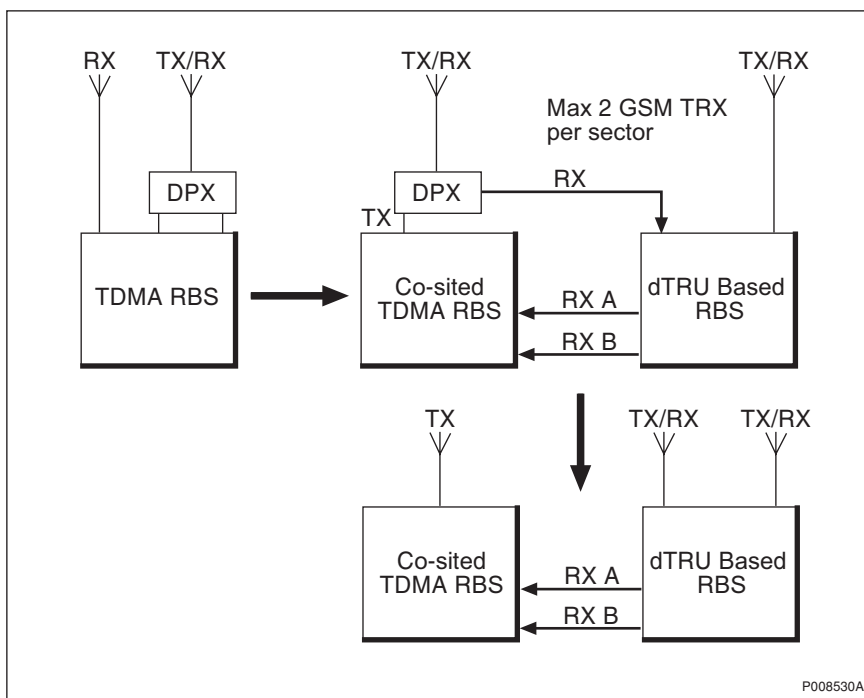 RX TX/RX TX/RX TX/RX
Max 2 GSM TRX
per sector
DPX DPX RX
TX
TDMA RBS
Co-sited
TDMA RBS
RX A
RX B
dTRU Based
RBS
TX TX/RX TX/RX
Co-sited
TDMA RBS
RX A
RX B
dTRU Based
RBS
P008530A